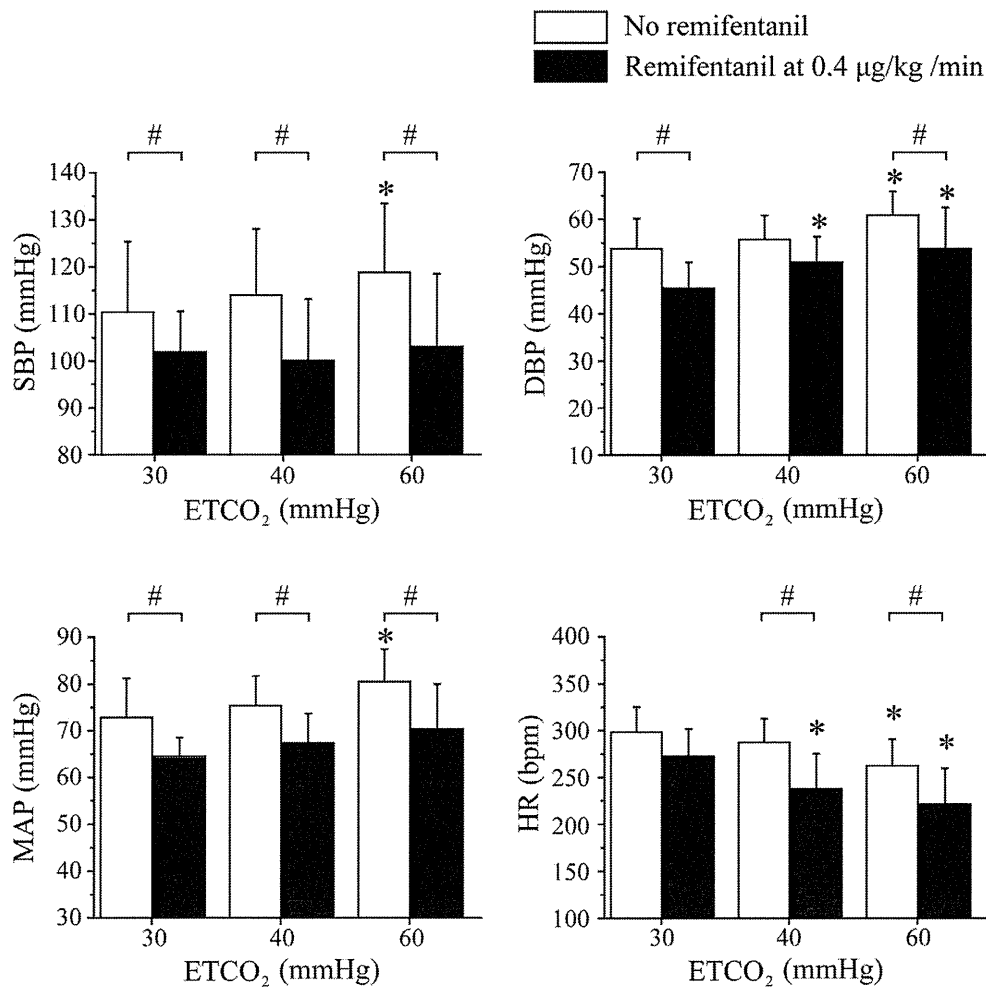 No remifentanil
Remifentanil at 0.4 μg/kg /min
# # #
140
130
120
110
100
90
80
*
SBP (mmHg)
30 40 60
ETCO₂ (mmHg)
# #
70
60
50
40
30
20
10
* * *
DBP (mmHg)
30 40 60
ETCO₂ (mmHg)
# # #
90
80
70
60
50
40
30
*
MAP (mmHg)
30 40 60
ETCO₂ (mmHg)
# #
400
350
300
250
200
150
100
* * *
HR (bpm)
30 40 60
ETCO₂ (mmHg)